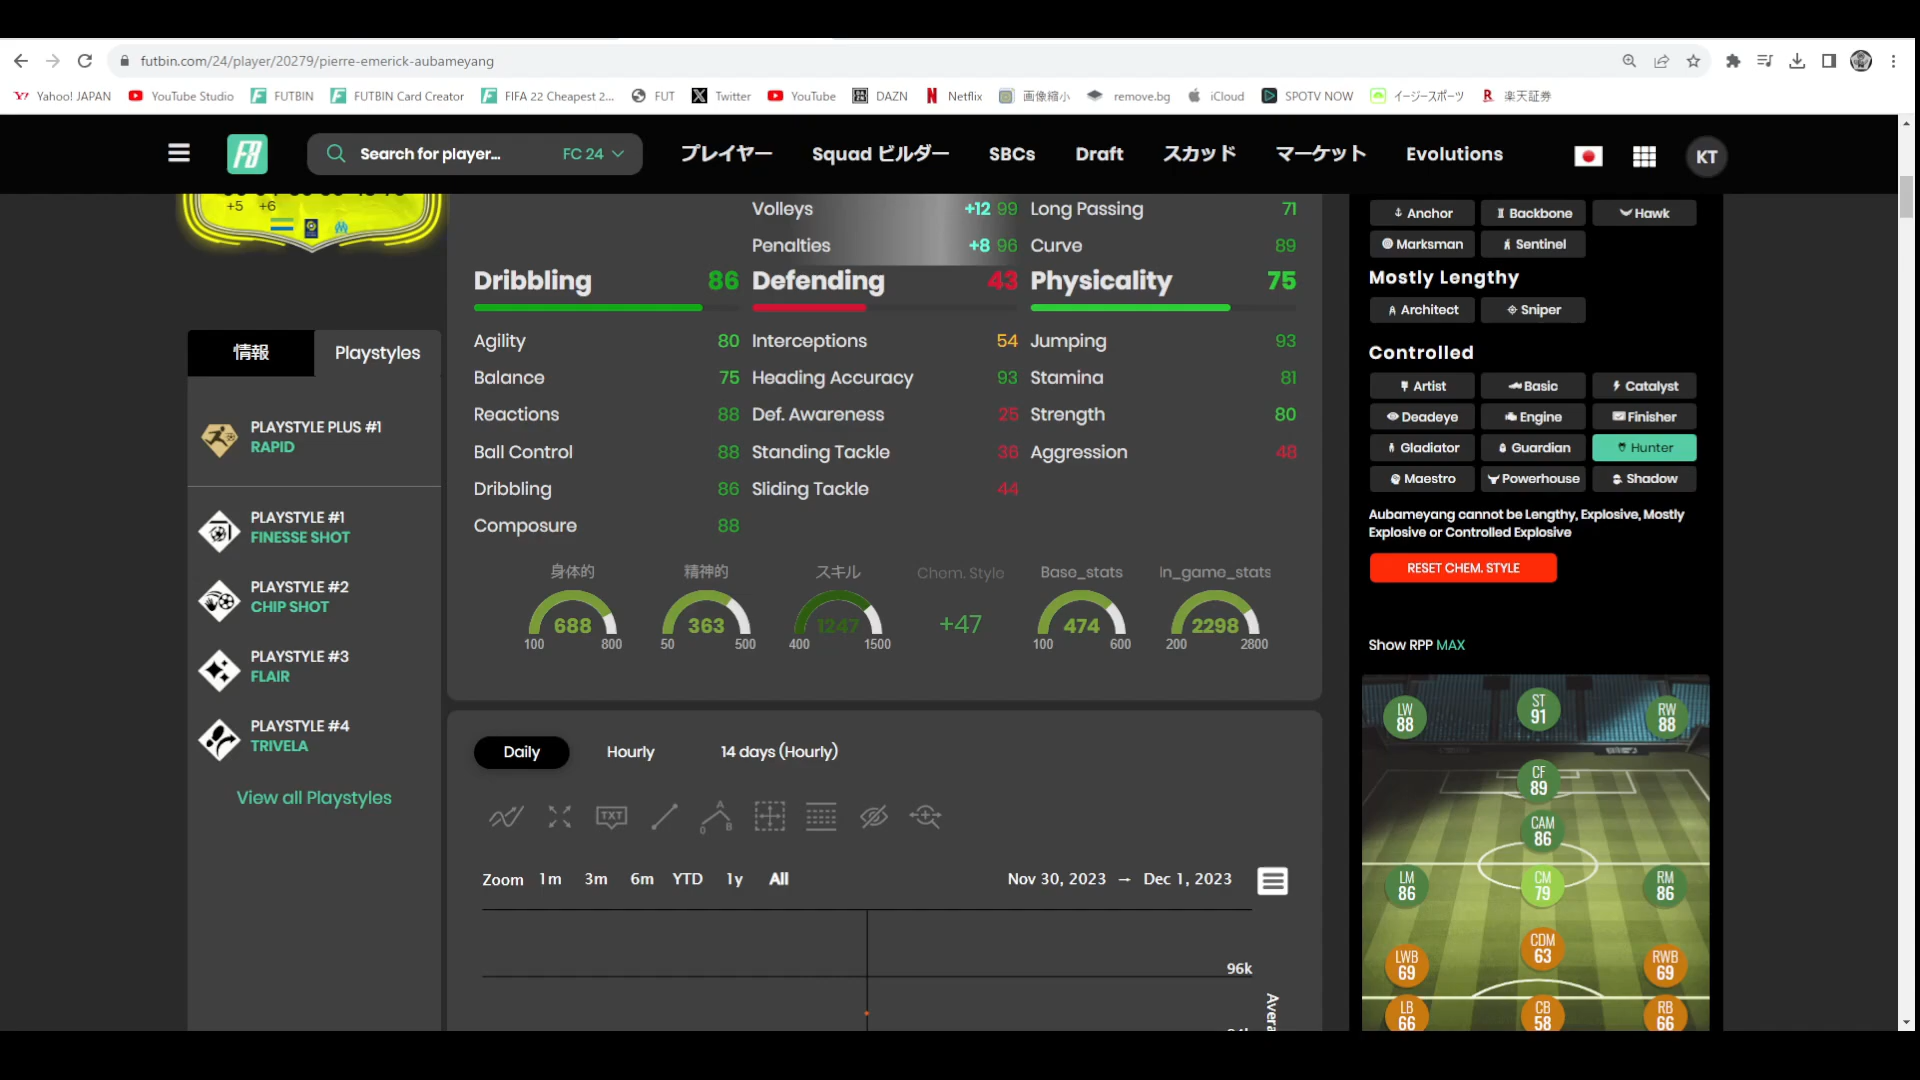 futbin.com/24/player/20279/pierre-emerick-aubameyang
Yahoo! JAPAN YouTube Studio FUTBIN FUTBIN Card Creator FIFA 22 Cheapest 2... FUT Twitter YouTube DAZN Netflix 画像縮小 remove.bg iCloud SPOTV NOW イージースポーツ 楽天証券
Search for player... FC 24 プレイヤー Squad ビルダー SBCs Draft スカッド マーケット Evolutions KT
+5 +6
Volleys +12 99 Long Passing 71
Penalties +8 96 Curve 89
Dribbling 86 Defending 43 Physicality 75
Agility 80 Interceptions 54 Jumping 93
Balance 75 Heading Accuracy 93 Stamina 81
Reactions 88 Def. Awareness 25 Strength 80
Ball Control 88 Standing Tackle 36 Aggression 48
Dribbling 86 Sliding Tackle 44
Composure 88
身体的 精神的 スキル Chem. Style Base_stats In_game_stats
688 363 1247 +47 474 2298
100 800 50 500 400 1500 100 600 200 2800
情報 Playstyles
PLAYSTYLE PLUS #1
RAPID
PLAYSTYLE #1
FINESSE SHOT
PLAYSTYLE #2
CHIP SHOT
PLAYSTYLE #3
FLAIR
PLAYSTYLE #4
TRIVELA
View all Playstyles
Daily Hourly 14 days (Hourly)
TXT A 0 B
Zoom 1m 3m 6m YTD 1y All Nov 30, 2023 → Dec 1, 2023
96k
Avera
Anchor Backbone Hawk
Marksman Sentinel
Mostly Lengthy
Architect Sniper
Controlled
Artist Basic Catalyst
Deadeye Engine Finisher
Gladiator Guardian Hunter
Maestro Powerhouse Shadow
Aubameyang cannot be Lengthy, Explosive, Mostly
Explosive or Controlled Explosive
RESET CHEM. STYLE
Show RPP MAX
LW 88 ST 91 RW 88
CF 89
CAM 86
LM 86 CM 79 RM 86
CDM 63
LWB 69 RWB 69
LB 66 CB 58 RB 66